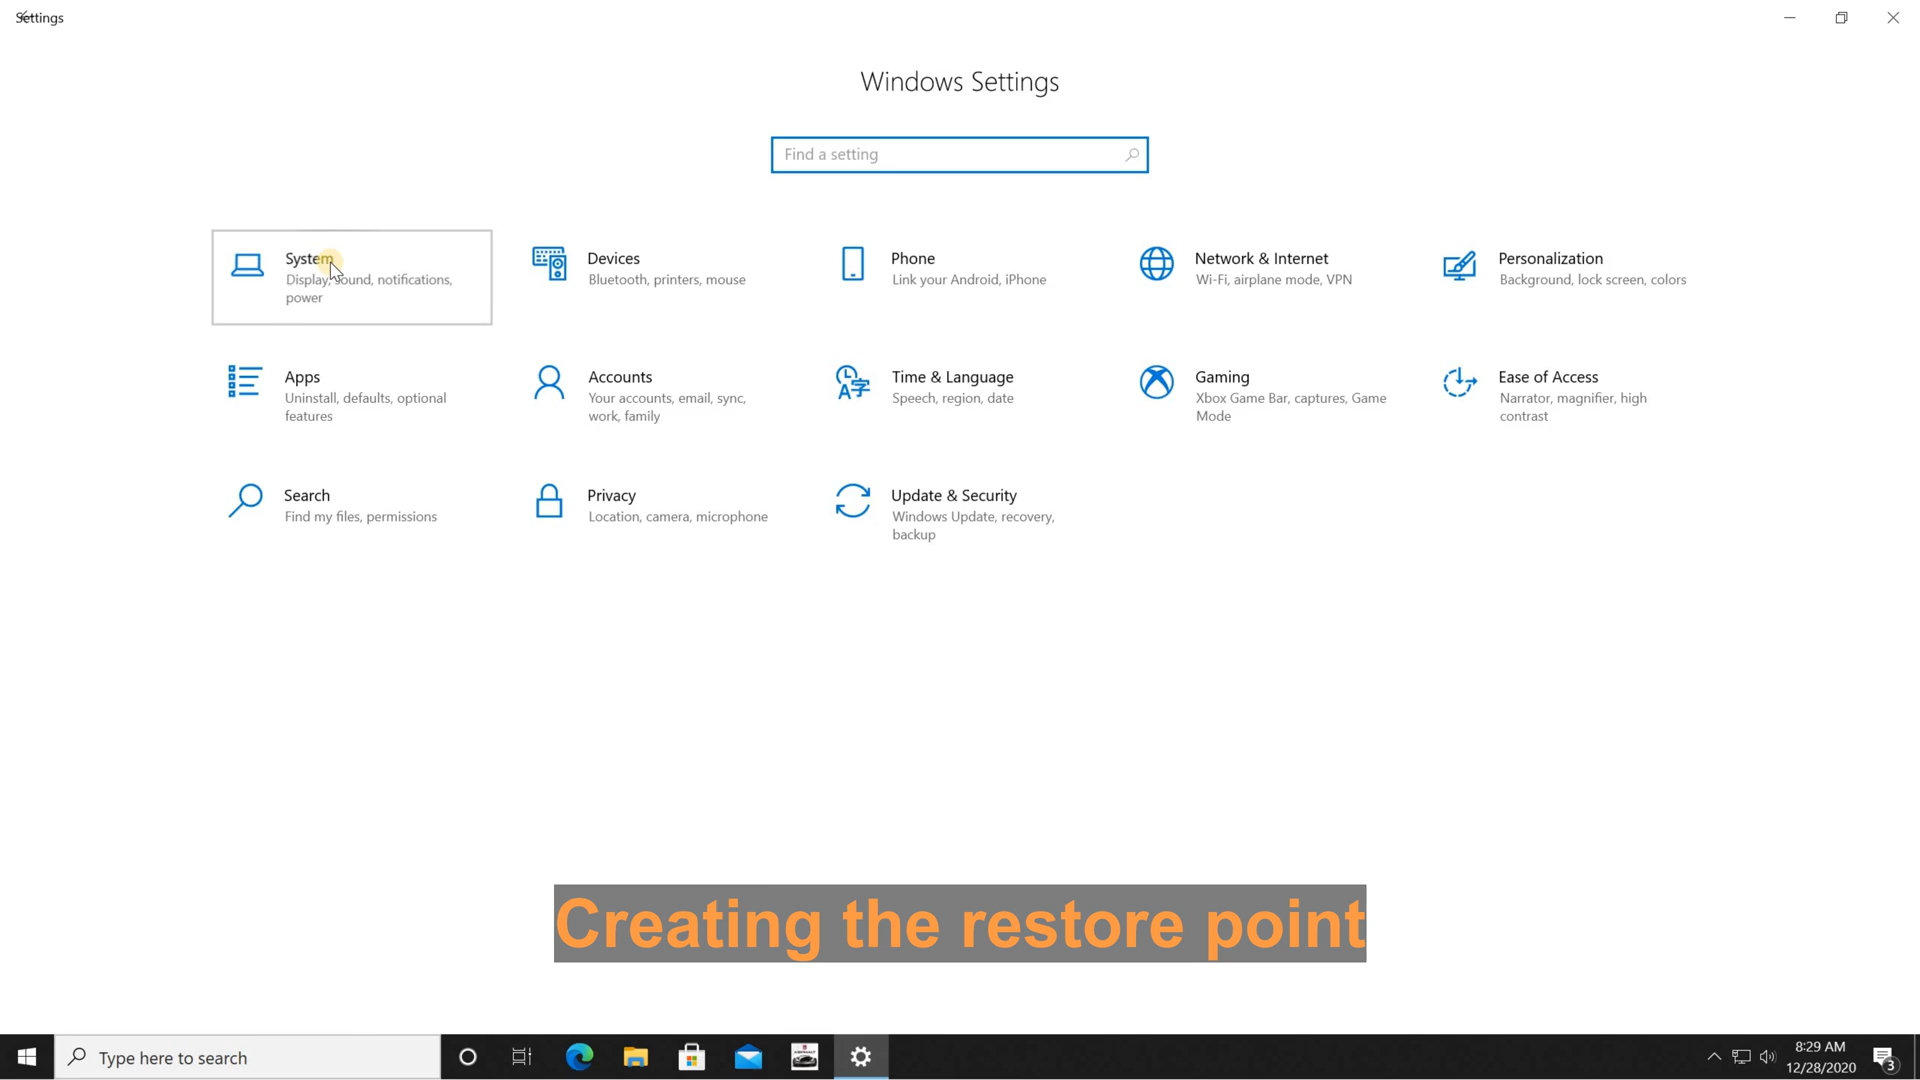 Settings
Windows Settings
Find a setting
System
Display, sound, notifications,
power
Devices
Bluetooth, printers, mouse
Phone
Link your Android, iPhone
Network & Internet
Wi-Fi, airplane mode, VPN
Personalization
Background, lock screen, colors
Apps
Uninstall, defaults, optional
features
Accounts
Your accounts, email, sync,
work, family
Time & Language
Speech, region, date
Gaming
Xbox Game Bar, captures, Game
Mode
Ease of Access
Narrator, magnifier, high
contrast
Search
Find my files, permissions
Privacy
Location, camera, microphone
Update & Security
Windows Update, recovery,
backup
Creating the restore point
Type here to search
8:29 AM
12/28/2020
3